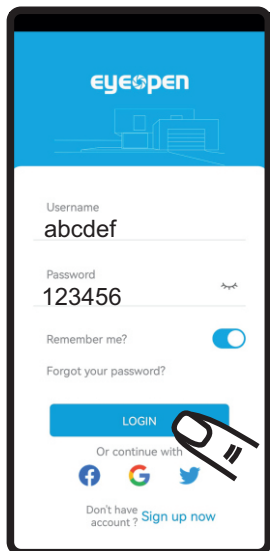 eyeopen
Username
abcdef
Password
123456
Remember me?
Forgot your password?
LOGIN
Or continue with
Don't have
account ? Sign up now